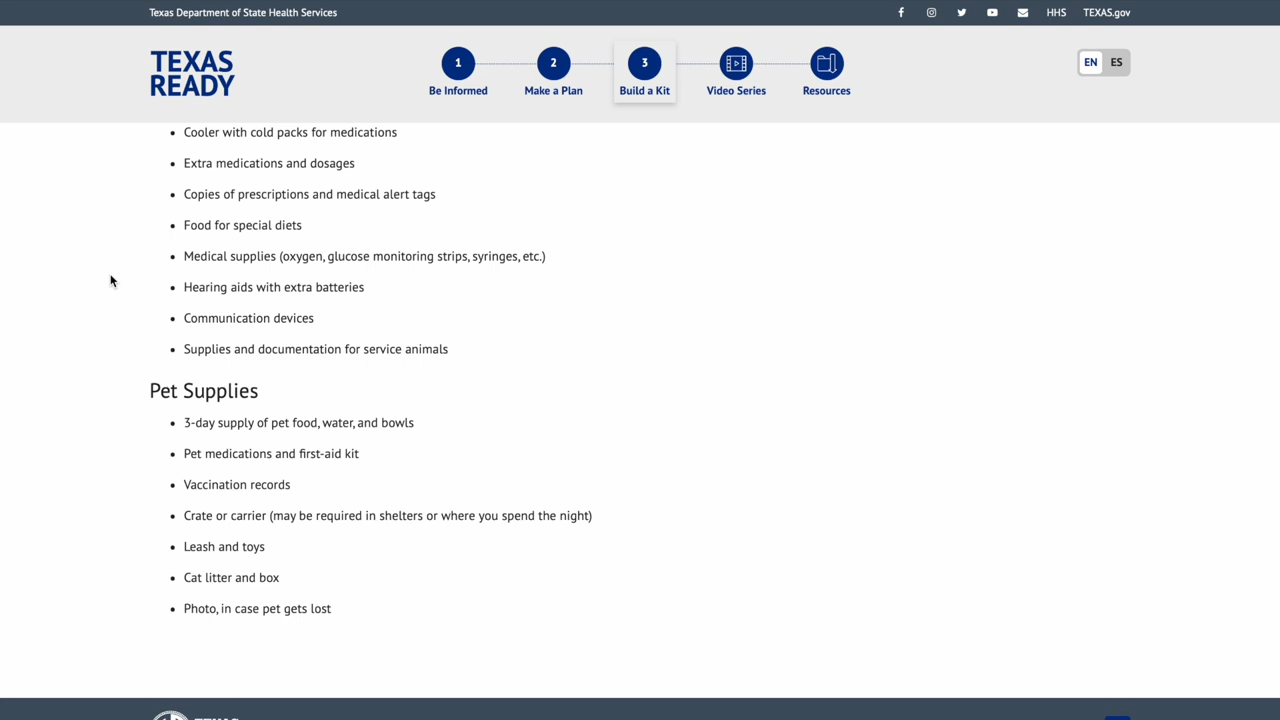 Texas Department of State Health Services
HHS
TEXAS.gov
TEXAS
READY
1
2
3
Be Informed
Make a Plan
Build a Kit
Video Series
Resources
EN
ES
Cooler with cold packs for medications
Extra medications and dosages
Copies of prescriptions and medical alert tags
Food for special diets
Medical supplies (oxygen, glucose monitoring strips, syringes, etc.)
Hearing aids with extra batteries
Communication devices
Supplies and documentation for service animals
Pet Supplies
3-day supply of pet food, water, and bowls
Pet medications and first-aid kit
Vaccination records
Crate or carrier (may be required in shelters or where you spend the night)
Leash and toys
Cat litter and box
Photo, in case pet gets lost
TEXAS